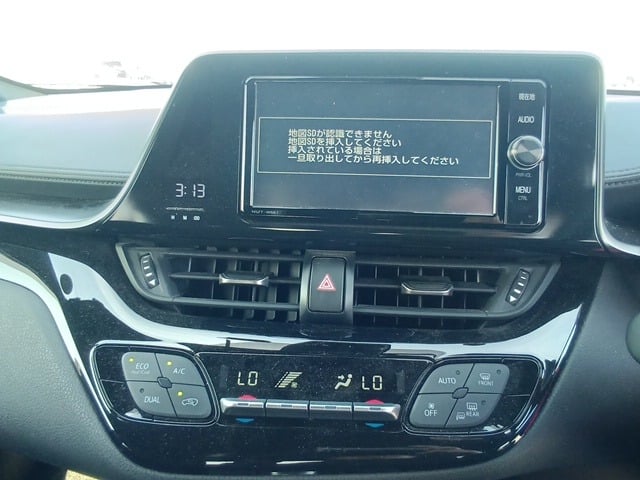 現在地
AUDIO
地図SDが認識できません
地図SDを挿入してください
挿入されている場合は
一旦取り出してから再挿入してください
PWR·VOL
MENU
CTRL
3:13
H M
ECO
A/C
DUAL
LO
LO
AUTO
FRONT
OFF
REAR